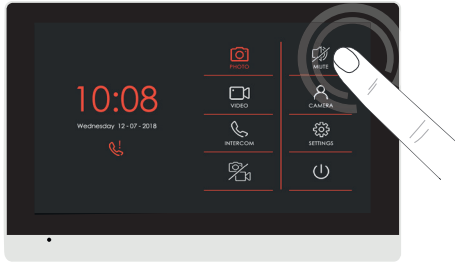 10:08
Wednesday 12-07-2018
PHOTO
MUTE
VIDEO
CAMERA
INTERCOM
SETTINGS